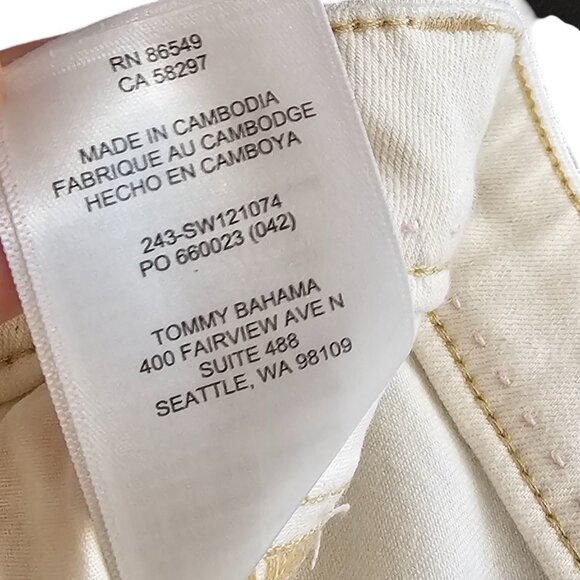 RN 86549
CA 58297
MADE IN CAMBODIA
FABRIQUE AU CAMBODGE
HECHO EN CAMBOYA
243-SW121074
PO 660023 (042)
TOMMY BAHAMA
400 FAIRVIEW AVE N
SUITE 488
SEATTLE, WA 98109